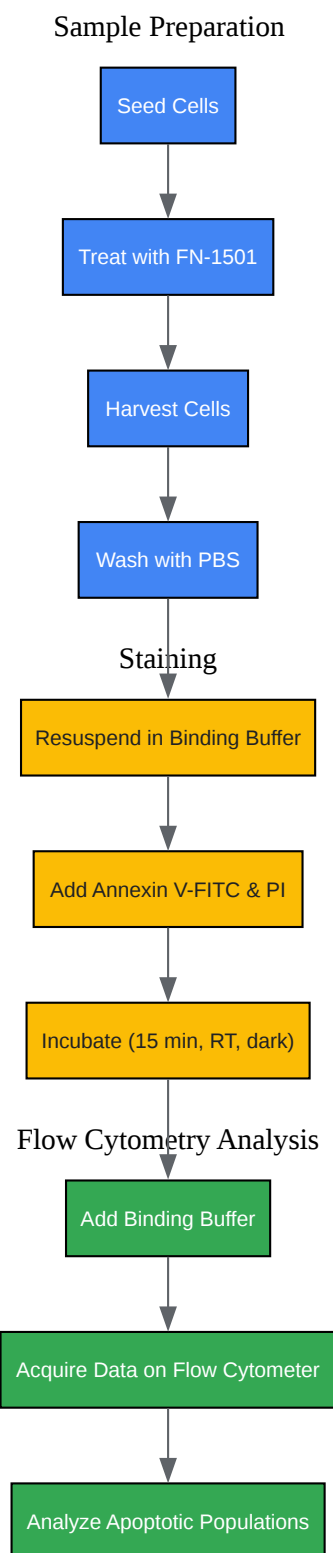 Sample Preparation
Seed Cells
Treat with FN-1501
Harvest Cells
Wash with PBS
Staining
Resuspend in Binding Buffer
Add Annexin V-FITC & PI
Incubate (15 min, RT, dark)
Flow Cytometry Analysis
Add Binding Buffer
Acquire Data on Flow Cytometer
Analyze Apoptotic Populations